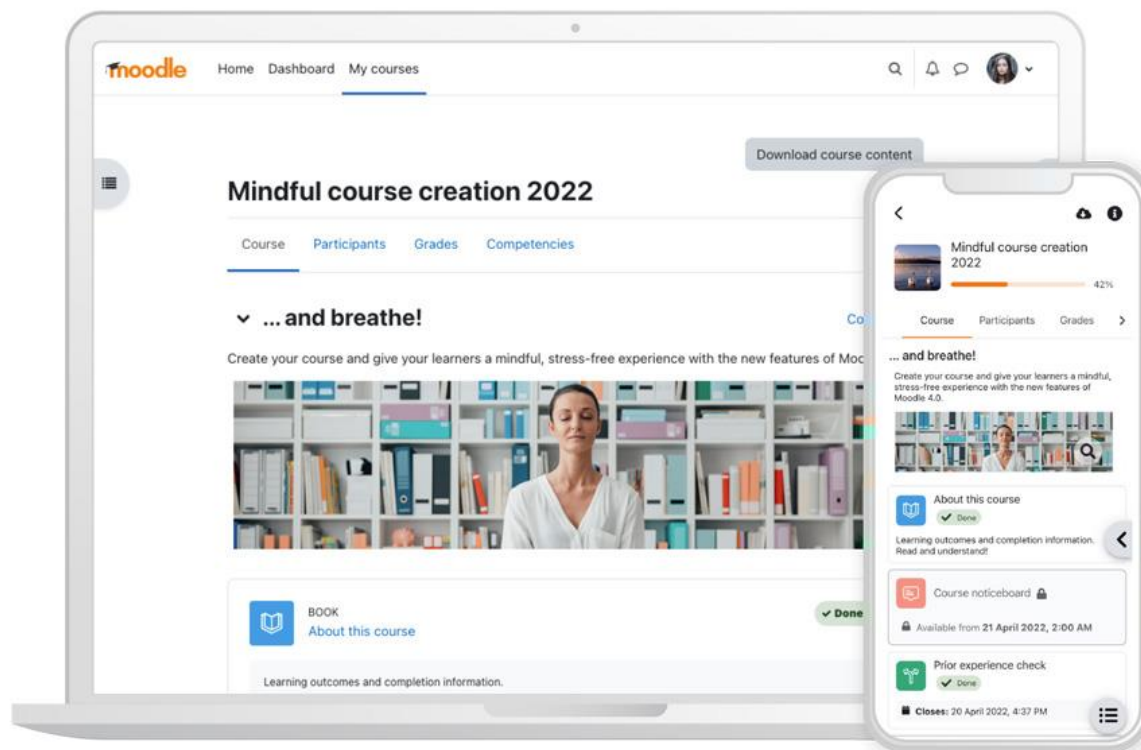 moodle
Home Dashboard My courses
Download course content
Mindful course creation 2022
Course Participants Grades Competencies
... and breathe!
Co
Create your course and give your learners a mindful, stress-free experience with the new features of Moo
BOOK
About this course
Done
Learning outcomes and completion information.
Mindful course creation
2022
42%
Course Participants Grades
... and breathe!
Create your course and give your learners a mindful,
stress-free experience with the new features of
Moodle 4.0.
About this course
Done
Learning outcomes and completion information.
Read and understand!
Course noticeboard
Available from 21 April 2022, 2:00 AM
Prior experience check
Done
Closes: 20 April 2022, 4:37 PM